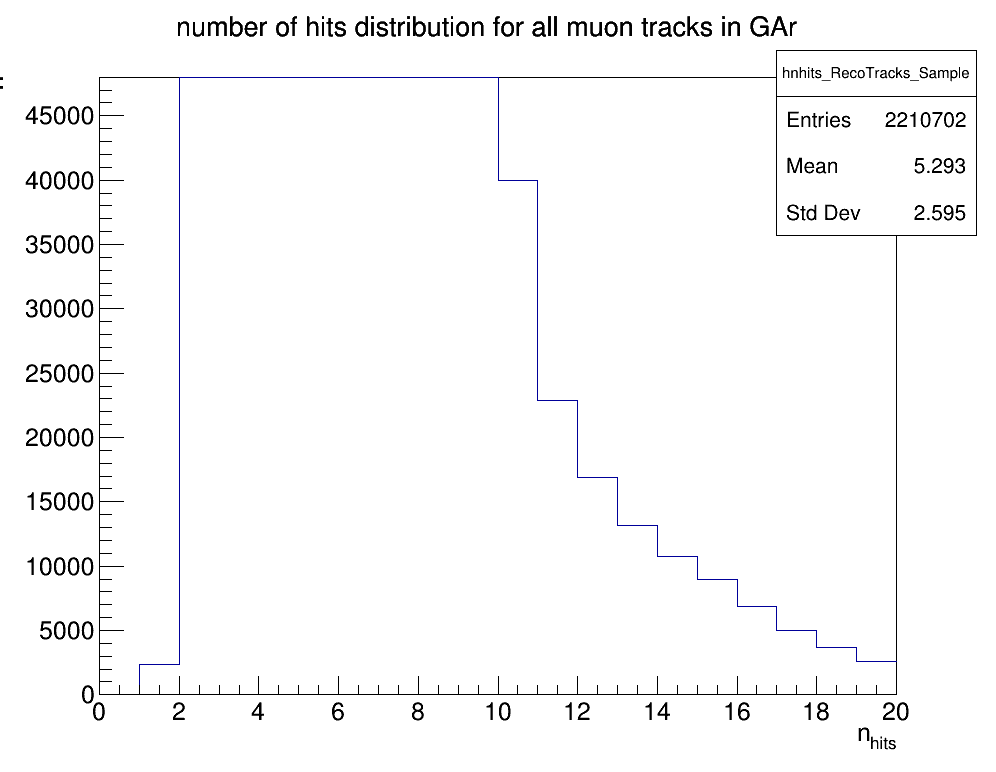 number of hits distribution for all muon tracks in GAr
hnhits_RecoTracks_Sample
Entries 2210702
Mean 5.293
Std Dev 2.595
45000
40000
35000
30000
25000
20000
15000
10000
5000
0
0 2 4 6 8 10 12 14 16 18 20
nhits